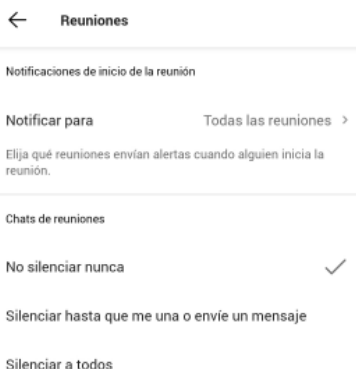 Reuniones
Notificaciones de inicio de la reunión
Notificar para Todas las reuniones
Elija qué reuniones envían alertas cuando alguien inicia la
reunión.
Chats de reuniones
No silenciar nunca
Silenciar hasta que me una o envíe un mensaje
Silenciar a todos